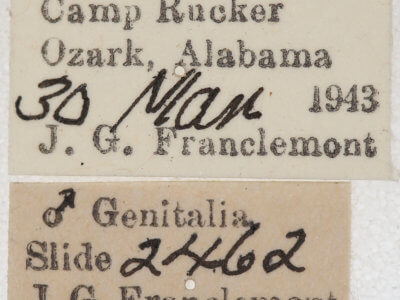 Camp Rucker
Ozark, Alabama
30 Mar 1943
J. G. Franclemont
♂ Genitalia
Slide 2462
J. G. Franclemont